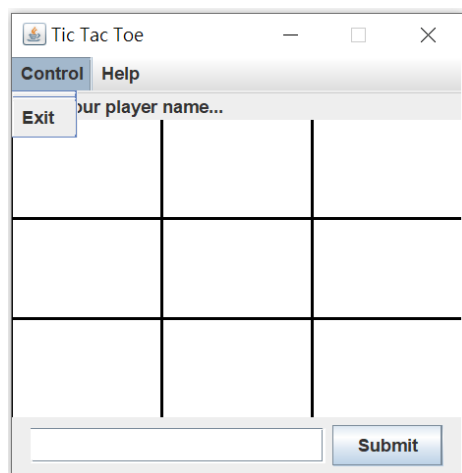 Tic Tac Toe
Control Help
our player name...
Exit
Submit